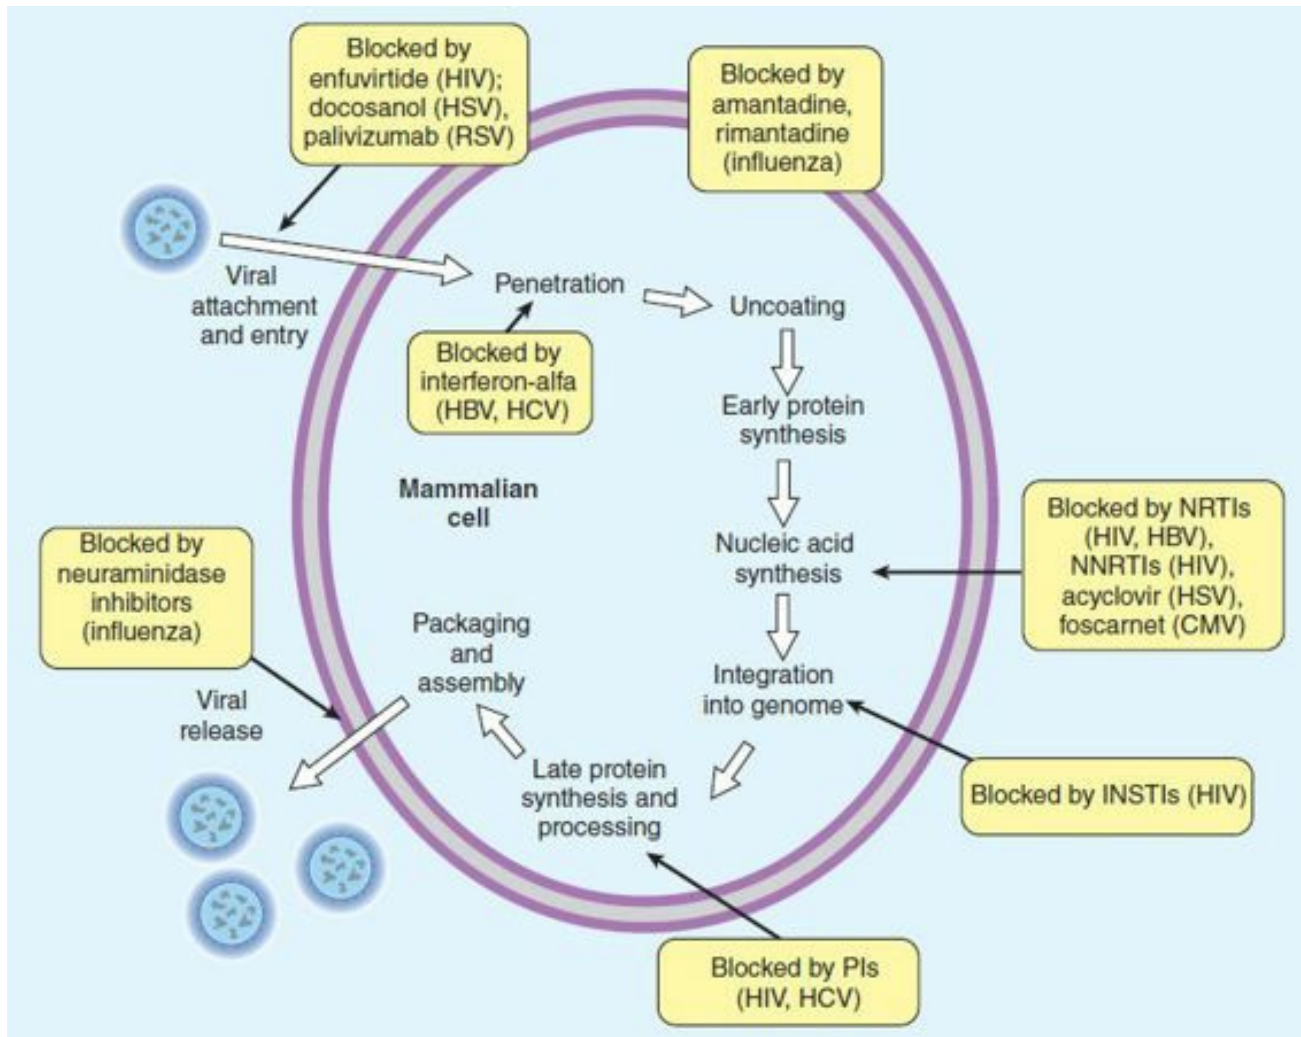 Blocked by
enfuvirtide (HIV);
docosanol (HSV),
palivizumab (RSV)
Blocked by
amantadine,
rimantadine
(influenza)
Viral
attachment
and entry
Penetration
Uncoating
Blocked by
interferon-alfa
(HBV, HCV)
Early protein
synthesis
Mammalian
cell
Nucleic acid
synthesis
Blocked by NRTIs
(HIV, HBV),
NNRTIs (HIV),
acyclovir (HSV),
foscarnet (CMV)
Blocked by
neuraminidase
inhibitors
(influenza)
Packaging
and
assembly
Integration
into genome
Viral
release
Late protein
synthesis and
processing
Blocked by INSTIs (HIV)
Blocked by PIs
(HIV, HCV)